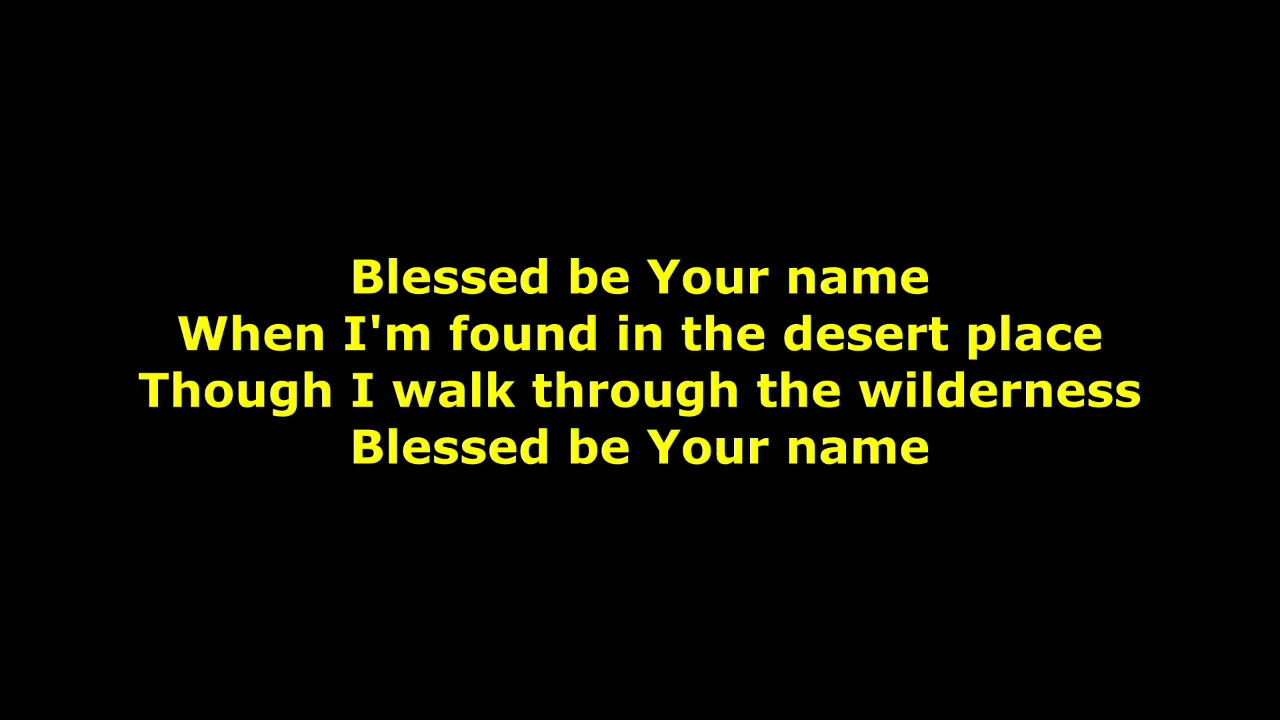 Blessed be Your name
When I'm found in the desert place
Though I walk through the wilderness
Blessed be Your name